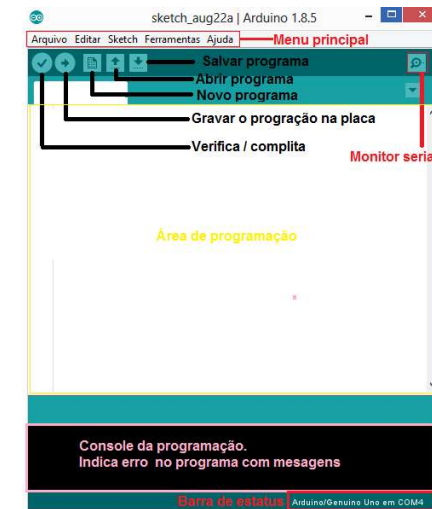 sketch_aug22a | Arduino 1.8.5
Arquivo Editar Sketch Ferramentas Ajuda Menu principal
Salvar programa
Abrir programa
Novo programa
Gravar o progração na placa
Verifica / complita
Monitor seria
Área de programação
Console da programação.
Indica erro no programa com mesagens
Barra de estatus Arduino/Genuino Uno em COM4